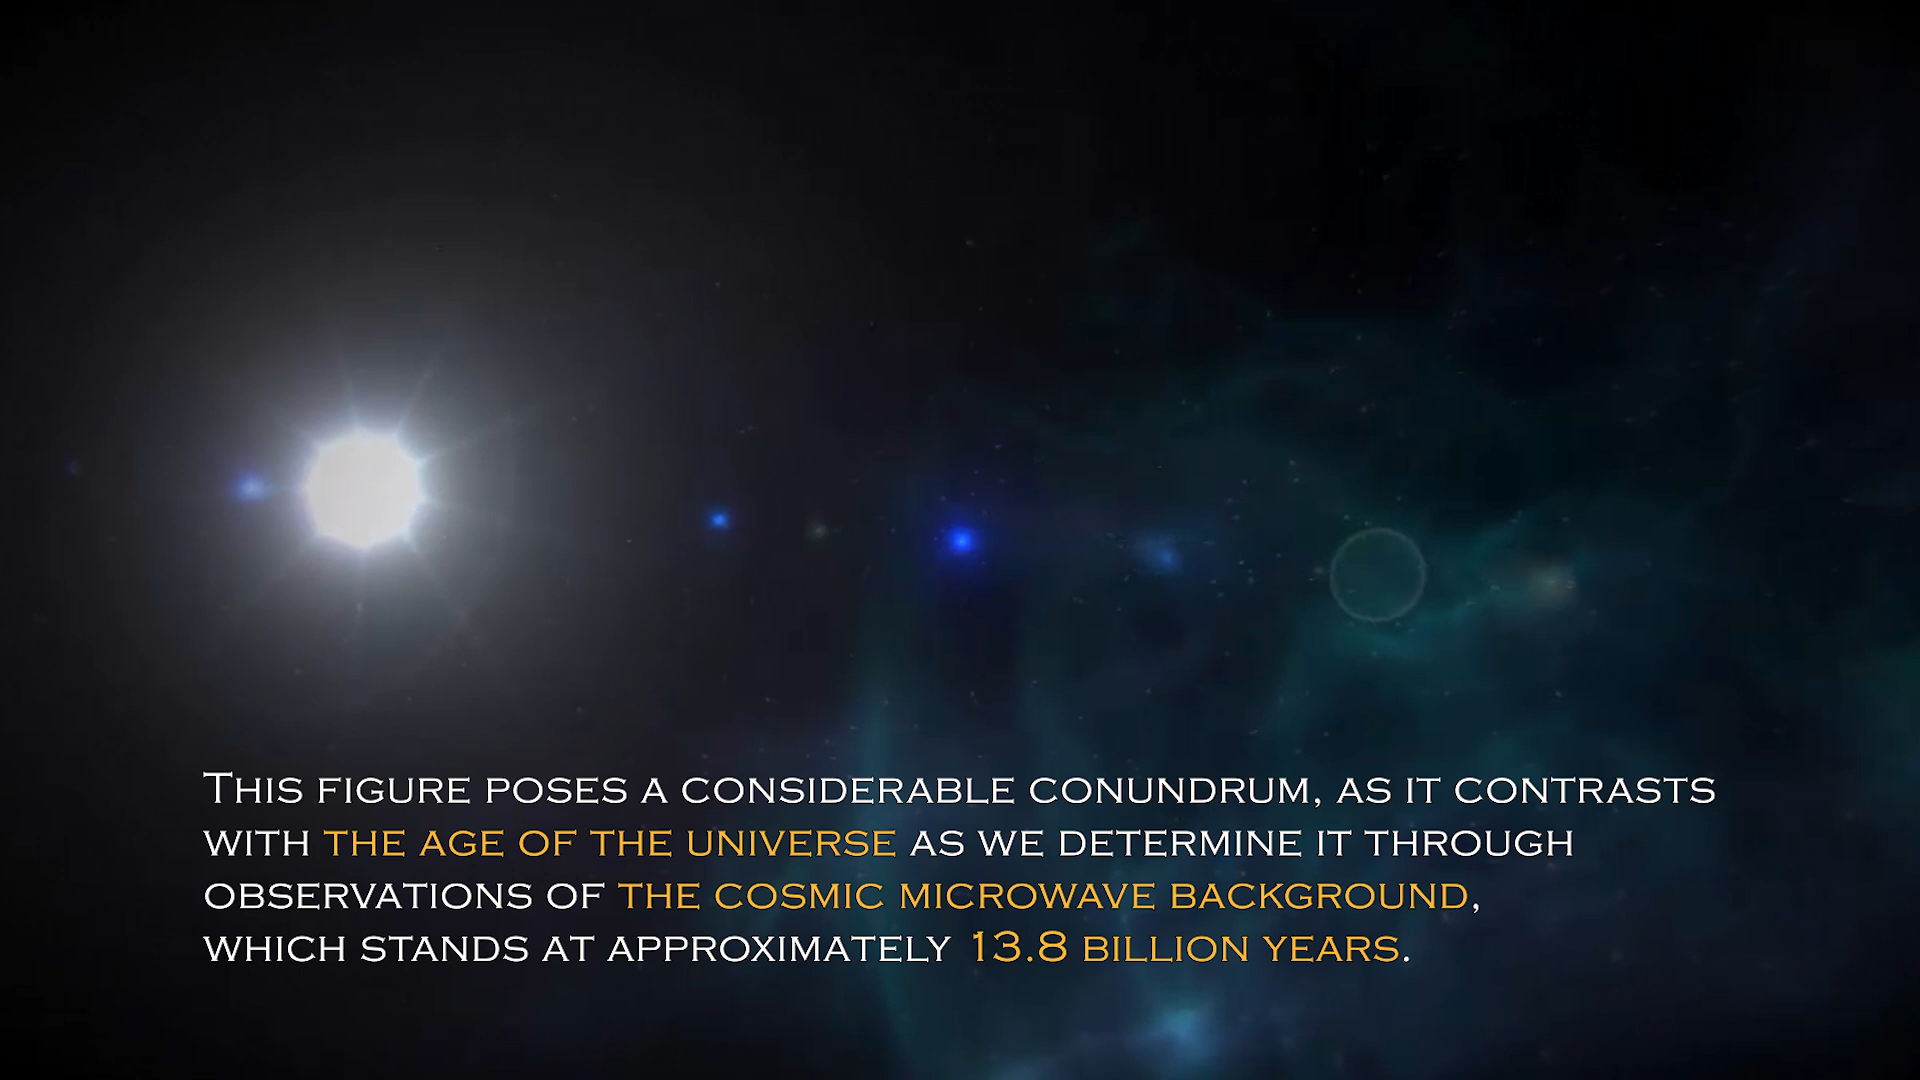 This figure poses a considerable conundrum, as it contrasts
with the age of the universe as we determine it through
observations of the cosmic microwave background,
which stands at approximately 13.8 billion years.